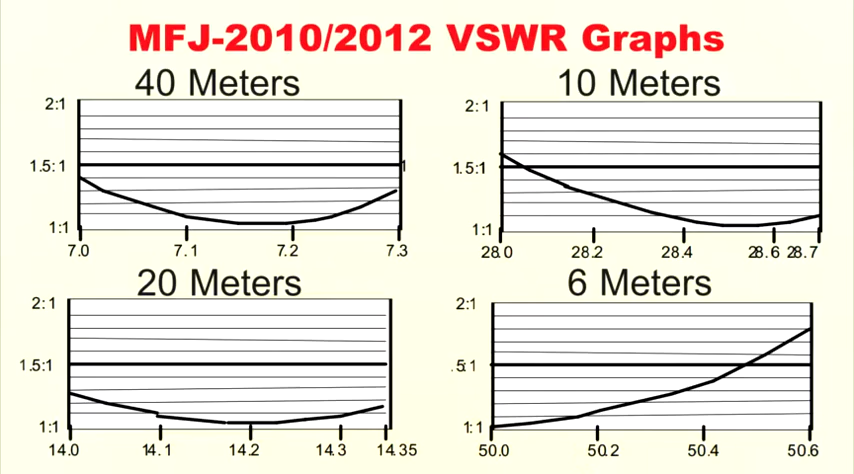 MFJ-2010/2012 VSWR Graphs
40 Meters
2:1
1.5:1
1
1:1
7.0 7.1 7.2 7.3
10 Meters
2:1
1.5:1
1:1
28.0 28.2 28.4 28.6 28.7
20 Meters
2:1
1.5:1
1:1
14.0 14.1 14.2 14.3 14.35
6 Meters
2:1
.5:1
1:1
50.0 50.2 50.4 50.6